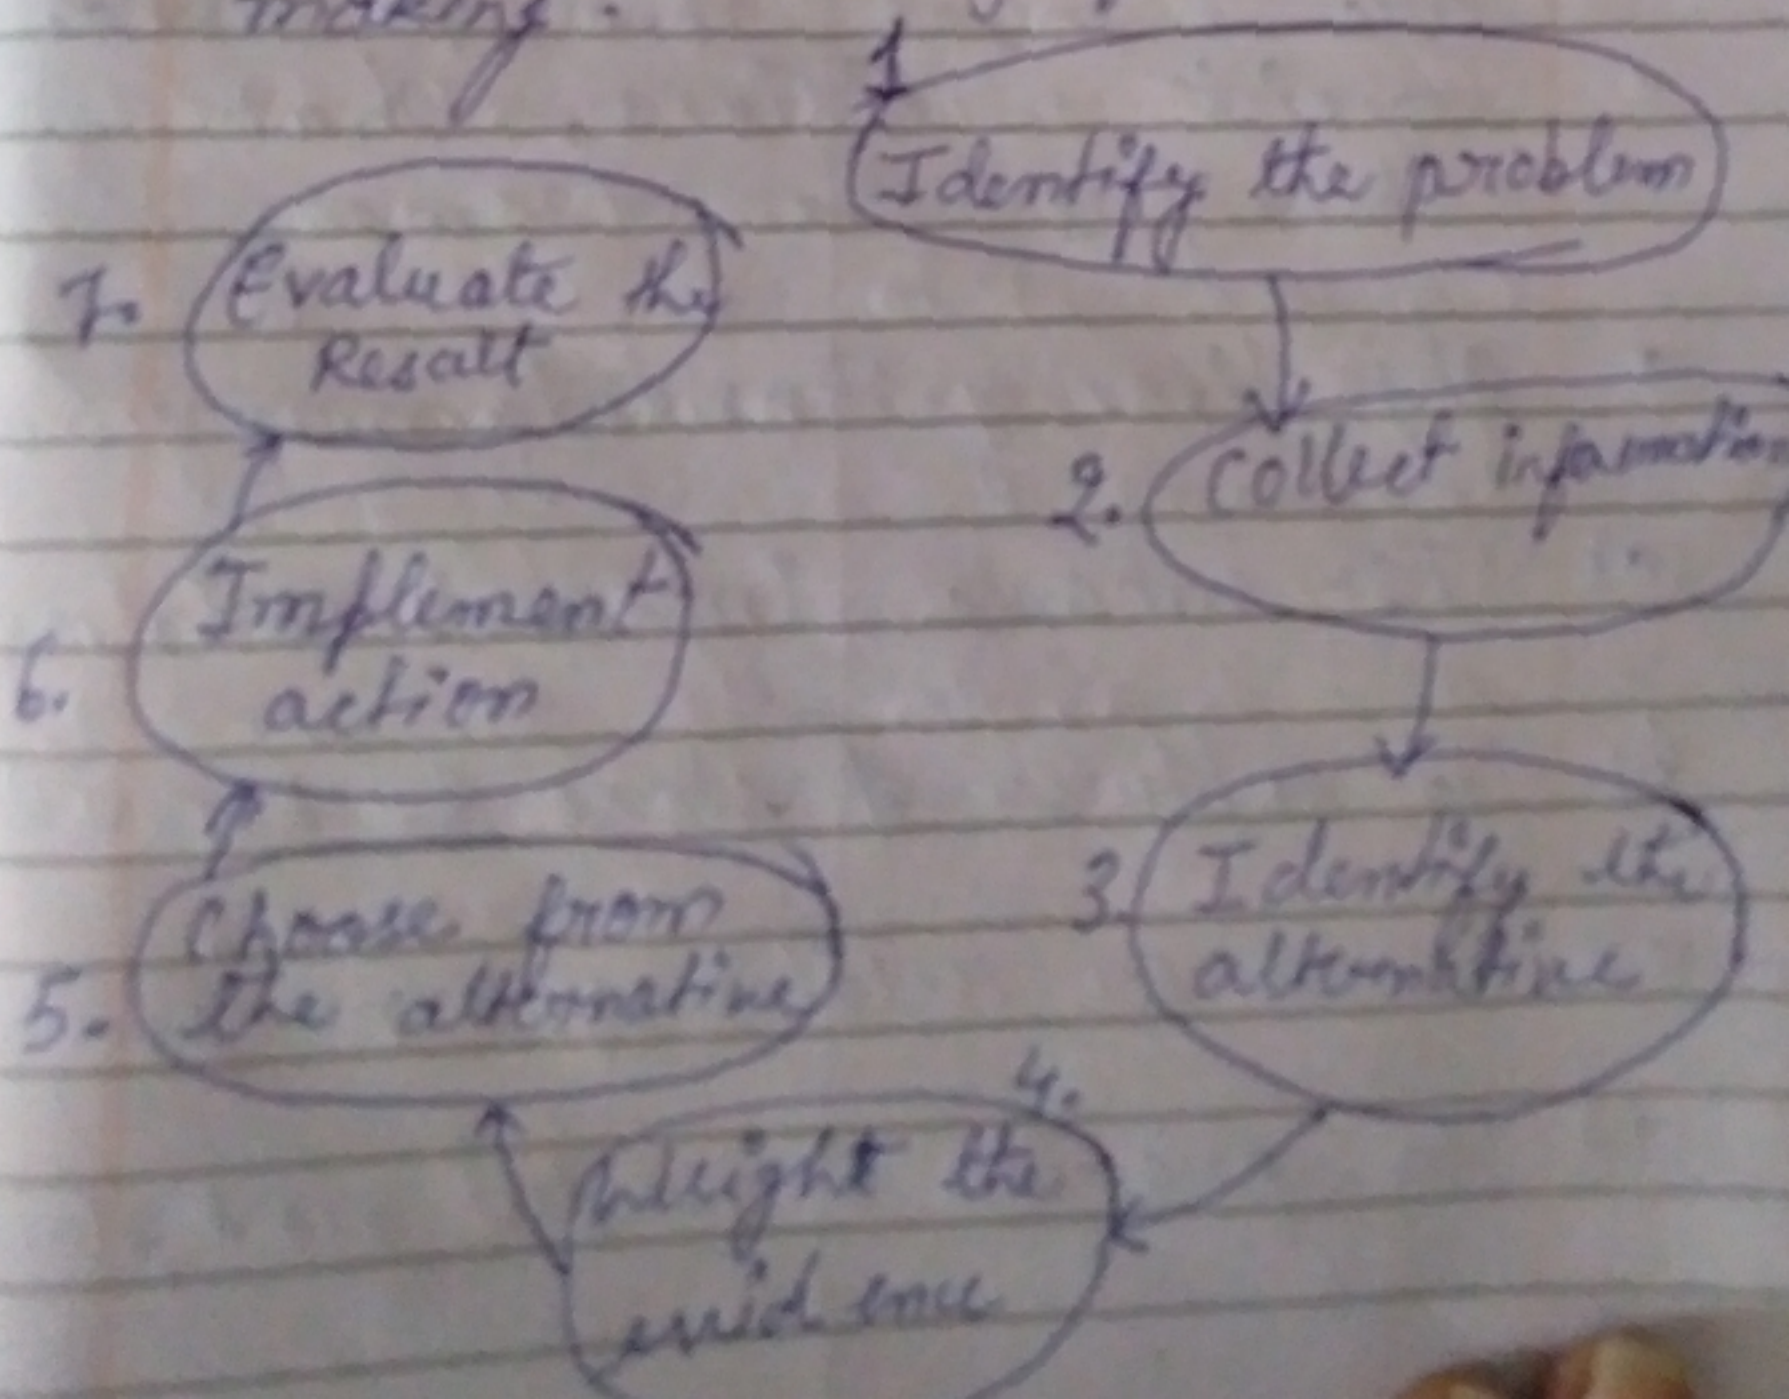 making.
1
Identify the problem
2. Collect information
3. Identify the
alternative
4.
Weight the
evidence
5. Choose from
the alternative
6. Implement
action
7. Evaluate the
Result